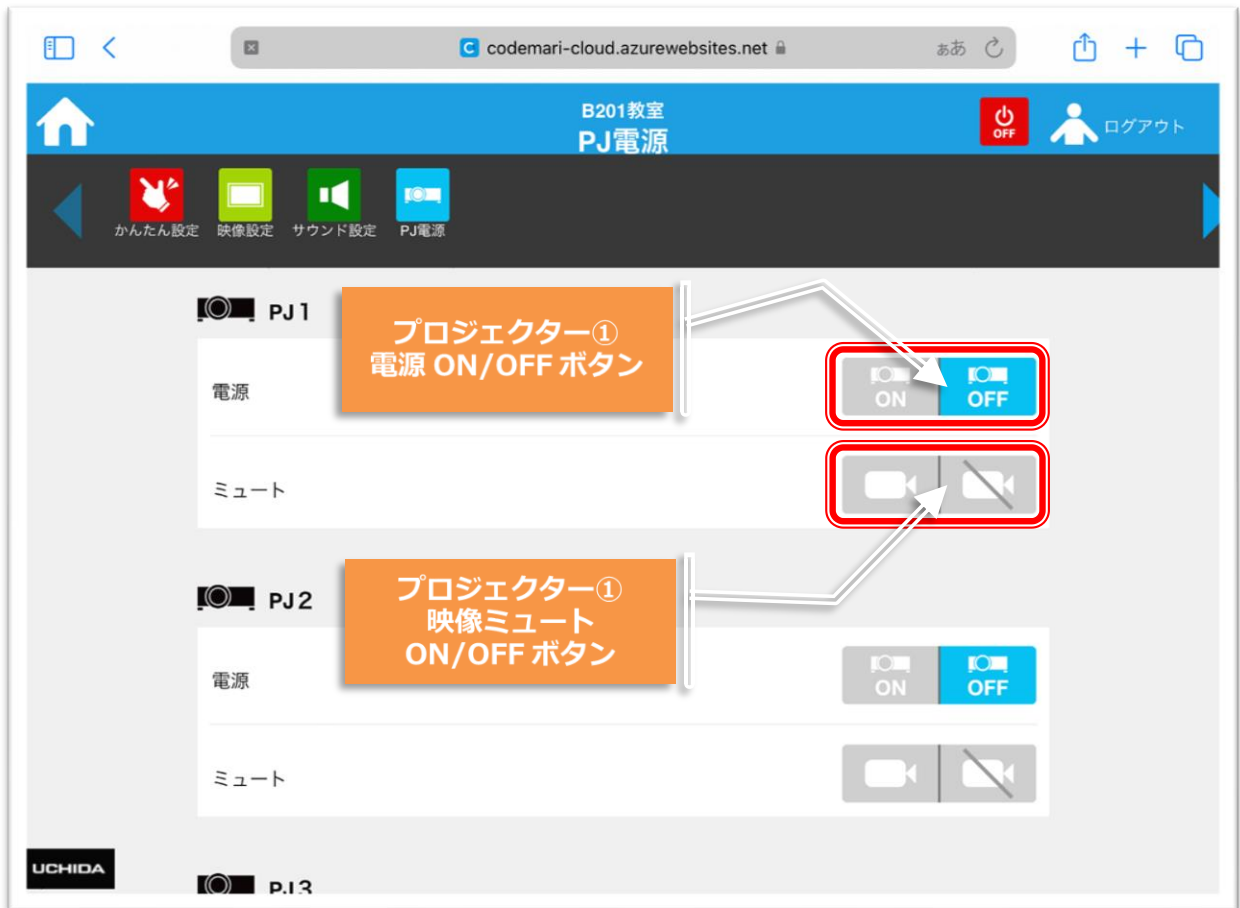 codemari-cloud.azurewebsites.net
ぁあ
B201教室
PJ電源
OFF
ログアウト
かんたん設定
映像設定
サウンド設定
PJ電源
PJ1
プロジェクター①
電源 ON/OFF ボタン
電源
ON
OFF
ミュート
PJ2
プロジェクター①
映像ミュート
ON/OFF ボタン
電源
ON
OFF
ミュート
UCHIDA
PJ3